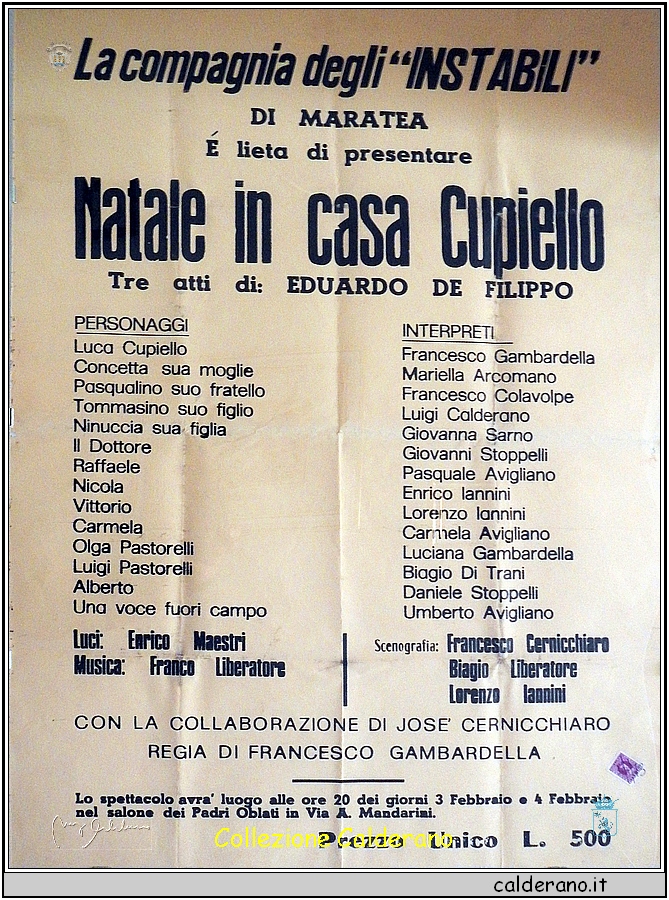 La compagnia degli "INSTABILI"
DI MARATEA
É lieta di presentare
Natale in casa Cupiello
Tre atti di: EDUARDO DE FILIPPO
PERSONAGGI
Luca Cupiello
Concetta sua moglie
Pasqualino suo fratello
Tommasino suo figlio
Ninuccia sua figlia
Il Dottore
Raffaele
Nicola
Vittorio
Carmela
Olga Pastorelli
Luigi Pastorelli
Alberto
Una voce fuori campo
INTERPRETI
Francesco Gambardella
Mariella Arcomano
Francesco Colavolpe
Luigi Calderano
Giovanna Sarno
Giovanni Stoppelli
Pasquale Avigliano
Enrico Iannini
Lorenzo Iannini
Carmela Avigliano
Luciana Gambardella
Biagio Di Trani
Daniele Stoppelli
Umberto Avigliano
Luci: Enrico Maestri
Musica: Franco Liberatore
Scenografia: Francesco Cernicchiaro
Biagio Liberatore
Lorenzo Iannini
CON LA COLLABORAZIONE DI JOSE' CERNICCHIARO
REGIA DI FRANCESCO GAMBARDELLA
Lo spettacolo avra' luogo alle ore 20 dei giorni 3 Febbraio e 4 Febbraio
nel salone dei Padri Oblati in Via A. Mandarini.
Prezzo Unico L. 500
Collezione Calderano
calderano.it